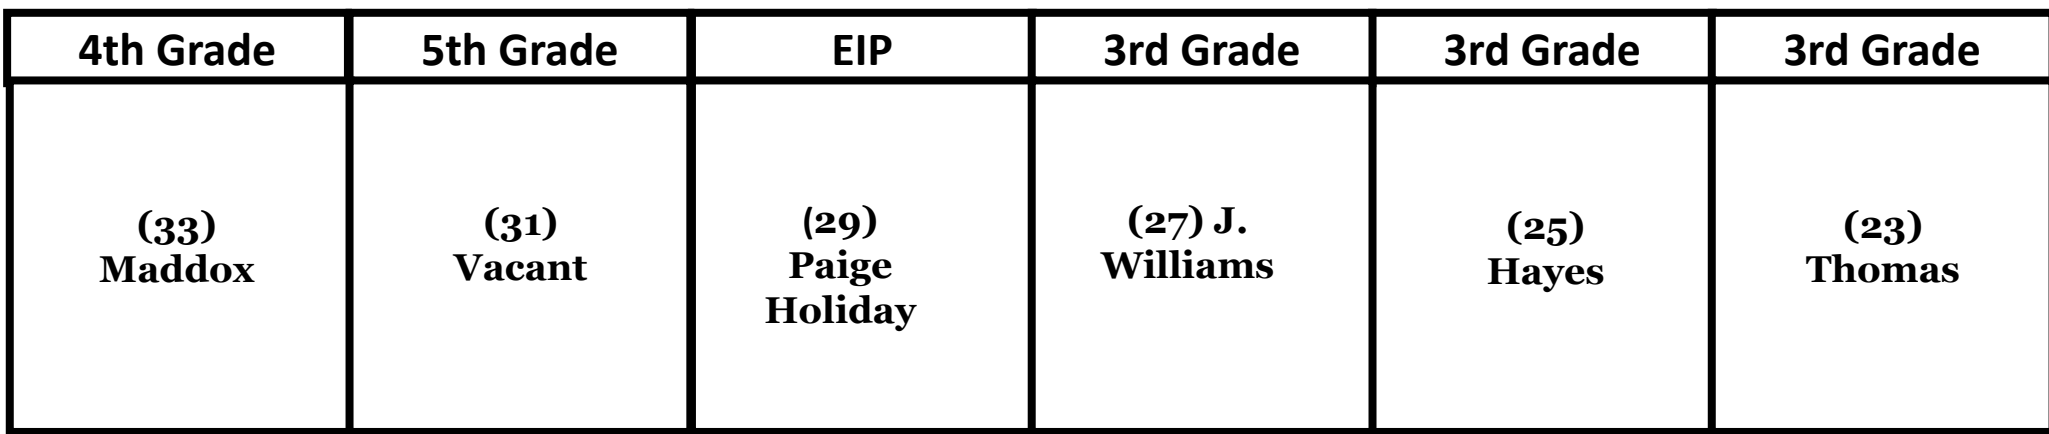 4th Grade 5th Grade EIP 3rd Grade 3rd Grade 3rd Grade
(33)
Maddox
(31)
Vacant
(29)
Paige
Holiday
(27) J.
Williams
(25)
Hayes
(23)
Thomas